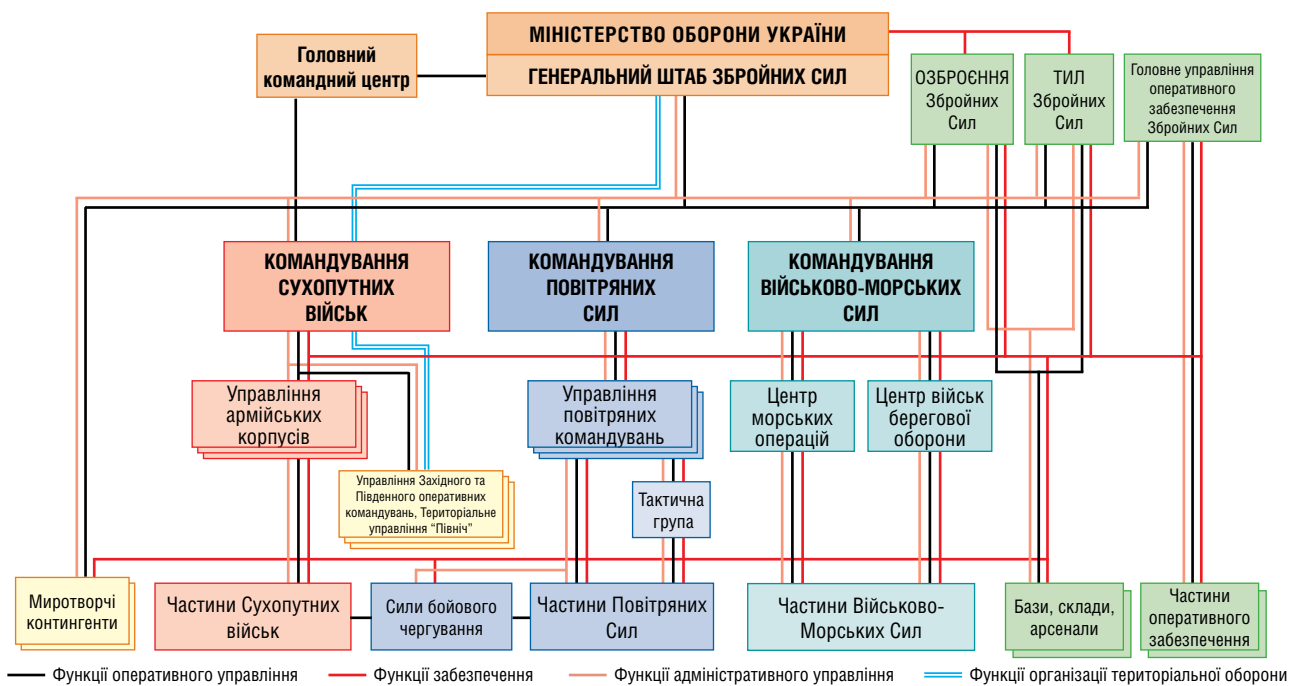 МІНІСТЕРСТВО ОБОРОНИ УКРАЇНИ
ГЕНЕРАЛЬНИЙ ШТАБ ЗБРОЙНИХ СИЛ
Головний
командний центр
ОЗБРОЄННЯ
Збройних
Сил
ТИЛ
Збройних
Сил
Головне управління
оперативного
забезпечення
Збройних Сил
КОМАНДУВАННЯ
СУХОПУТНИХ
ВІЙСЬК
КОМАНДУВАННЯ
ПОВІТРЯНИХ
СИЛ
КОМАНДУВАННЯ
ВІЙСЬКОВО-МОРСЬКИХ
СИЛ
Управління
армійських
корпусів
Управління
повітряних
командувань
Центр
морських
операцій
Центр військ
берегової
оборони
Управління Західного та
Південного оперативних
командувань, Територіальне
управління “Північ”
Тактична
група
Миротворчі
контингенти
Частини Сухопутних
військ
Сили бойового
чергування
Частини Повітряних
Сил
Частини Військово-
Морських Сил
Бази, склади,
арсенали
Частини
оперативного
забезпечення
Функції оперативного управління
Функції забезпечення
Функції адміністративного управління
Функції організації територіальної оборони